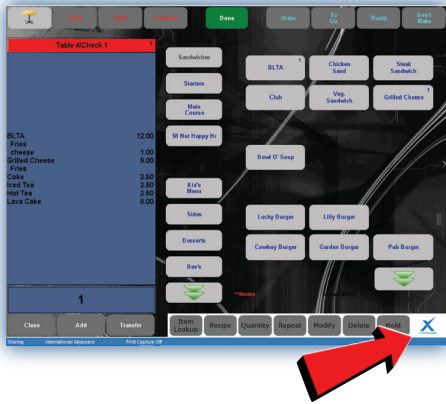 Done
Order
To
Go
Rush!
Don't
Make
Table 4/Check 1
BLTA 12.00
Fries
cheese 1.00
Grilled Cheese 9.00
Fries
Coke 2.50
Iced Tea 2.50
Hot Tea 2.50
Lava Cake 0.00
1
Close
Add
Transfer
Sandwiches
Starters
Main
Course
$$ Not Happy Hr
Kid's
Menu
Sides
Desserts
Bev's
BLTA 1
Chicken
Sand
Steak
Sandwich
Club
Veg.
Sandwich
Grilled Cheese 1
Bowl O' Soup
Lucky Burger
Lilly Burger
Cowboy Burger
Garden Burger
Pub Burger
**Recipe
Item
Lookup
Recipe
Quantity
Repeat
Modify
Delete
Hold
Sharing
International Keyboard
Print Capture Off